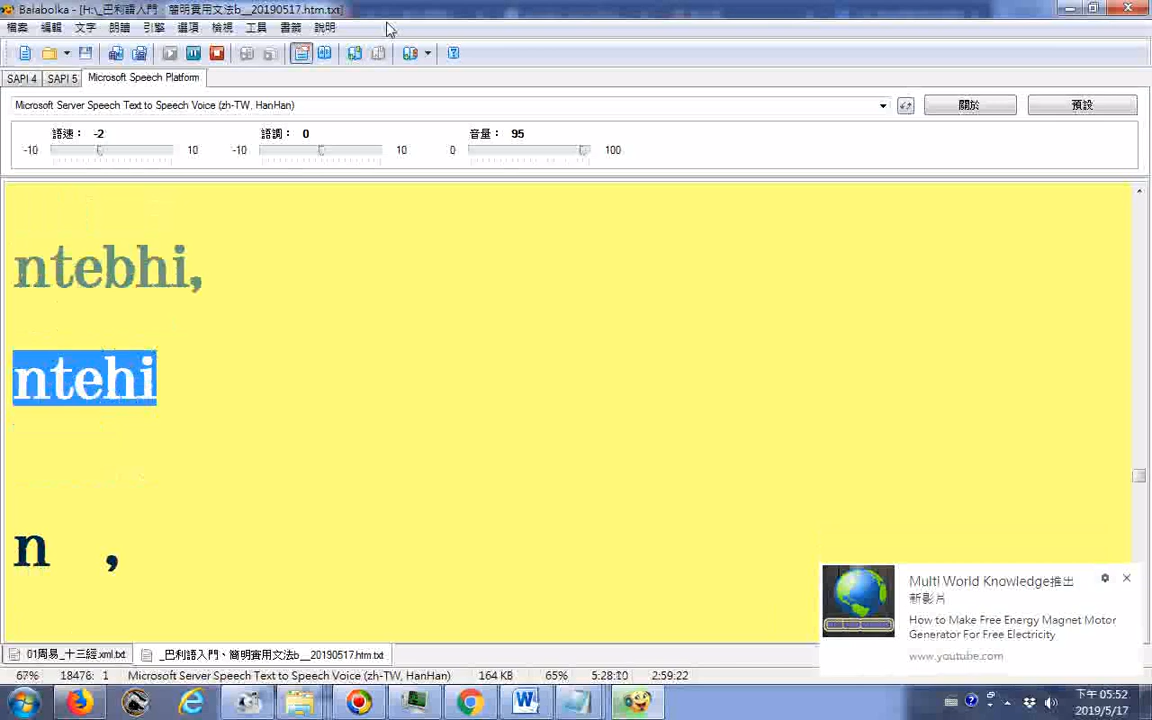 Balabolka - [H:\_巴利語入門、簡明實用文法b__20190517.htm.txt]
檔案 編輯 文字 朗讀 引擎 選項 檢視 工具 書籤 說明
SAPI 4 SAPI 5 Microsoft Speech Platform
Microsoft Server Speech Text to Speech Voice (zh-TW, HanHan) 關於 預設
語速： -2 語調： 0 音量： 95
-10 10 -10 10 0 100
ntebhi,
ntehi
n ,
Multi World Knowledge推出
新影片
How to Make Free Energy Magnet Motor
Generator For Free Electricity
www.youtube.com
01周易_十三經.xml.txt _巴利語入門、簡明實用文法b__20190517.htm.txt
67% 18476: 1 Microsoft Server Speech Text to Speech Voice (zh-TW, HanHan) 164 KB 65% 5:28:10 2:59:22
下午 05:52
2019/5/17